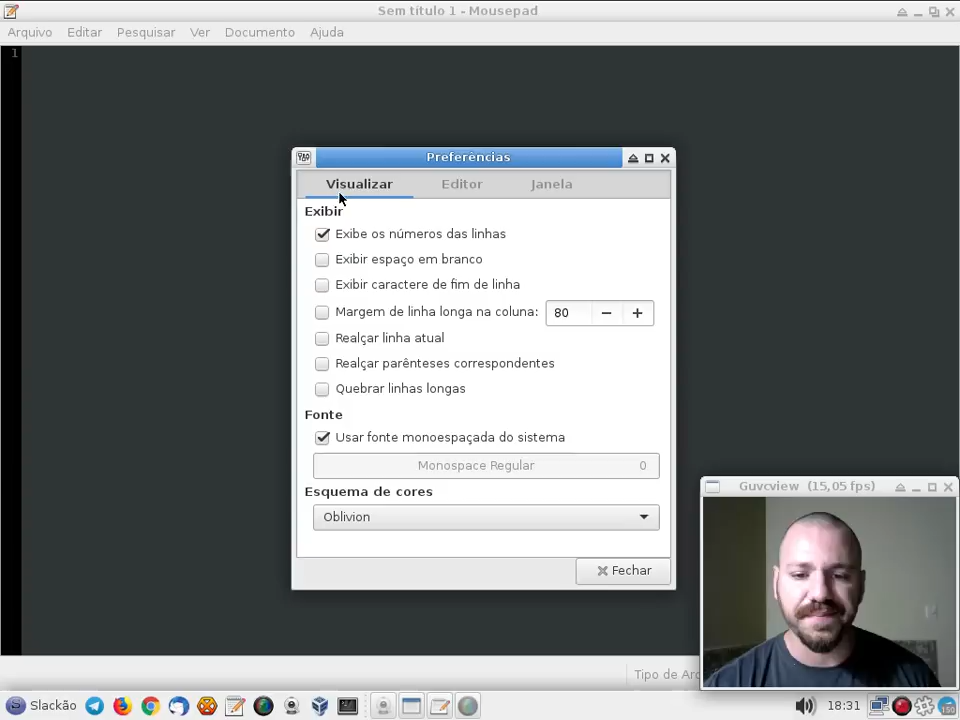 Sem título 1 - Mousepad
Arquivo Editar Pesquisar Ver Documento Ajuda
1
Preferências
Visualizar Editor Janela
Exibir
Exibe os números das linhas
Exibir espaço em branco
Exibir caractere de fim de linha
Margem de linha longa na coluna: 80 − +
Realçar linha atual
Realçar parênteses correspondentes
Quebrar linhas longas
Fonte
Usar fonte monoespaçada do sistema
Monospace Regular 0
Esquema de cores
Oblivion
Fechar
Guvcview (15,05 fps)
Tipo de Arq
Slackão
18:31
150